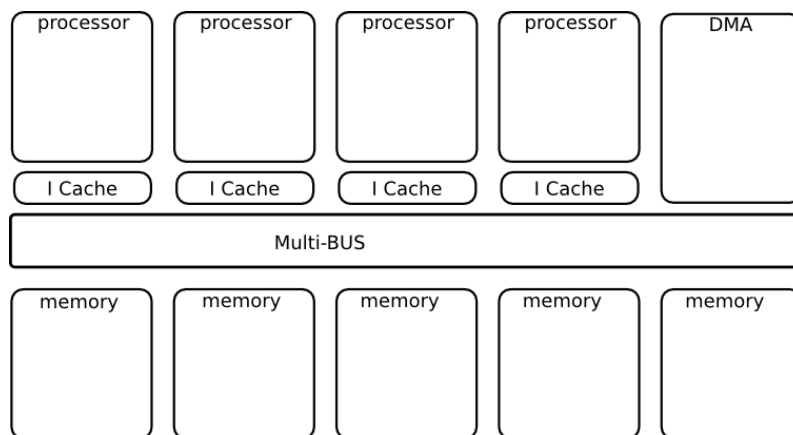 processor processor processor processor DMA
I Cache I Cache I Cache I Cache
Multi-BUS
memory memory memory memory memory